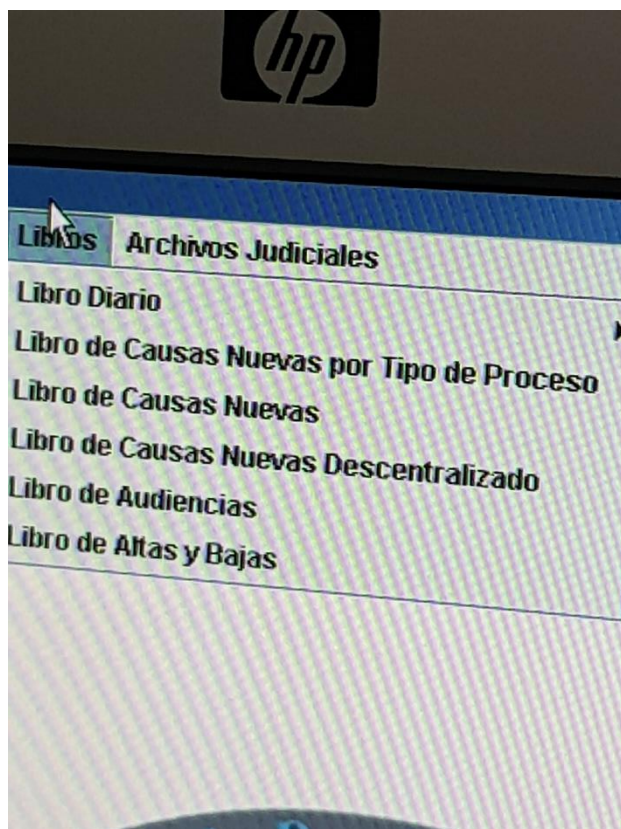 hp
Libros Archivos Judiciales
Libro Diario
Libro de Causas Nuevas por Tipo de Proceso
Libro de Causas Nuevas
Libro de Causas Nuevas Descentralizado
Libro de Audiencias
Libro de Altas y Bajas